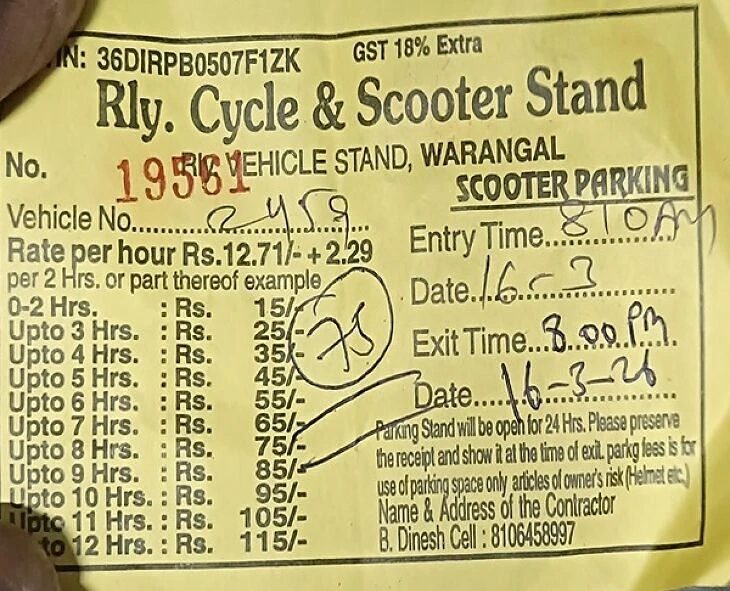 IN: 36DIRPB0507F1ZK GST 18% Extra
Rly. Cycle & Scooter Stand
No. 19561 Rly. VEHICLE STAND, WARANGAL
SCOOTER PARKING
Vehicle No.............2459...
Entry Time...810AM
Rate per hour Rs.12.71/- + 2.29
per 2 Hrs. or part thereof example
Date..16-3.............
0-2 Hrs. : Rs. 15/-
Upto 3 Hrs. : Rs. 25/-
Upto 4 Hrs. : Rs. 35/-
75
Exit Time...8.00 PM
Upto 5 Hrs. : Rs. 45/-
Upto 6 Hrs. : Rs. 55/-
Date.....16-3-26
Upto 7 Hrs. : Rs. 65/-
Upto 8 Hrs. : Rs. 75/-
Upto 9 Hrs. : Rs. 85/-
Upto 10 Hrs. : Rs. 95/-
Upto 11 Hrs. : Rs. 105/-
to 12 Hrs. : Rs. 115/-
Parking Stand will be open for 24 Hrs. Please preserve
the receipt and show it at the time of exit. parkg fees is for
use of parking space only articles of owner's risk (Helmet etc.)
Name & Address of the Contractor
B. Dinesh Cell : 8106458997